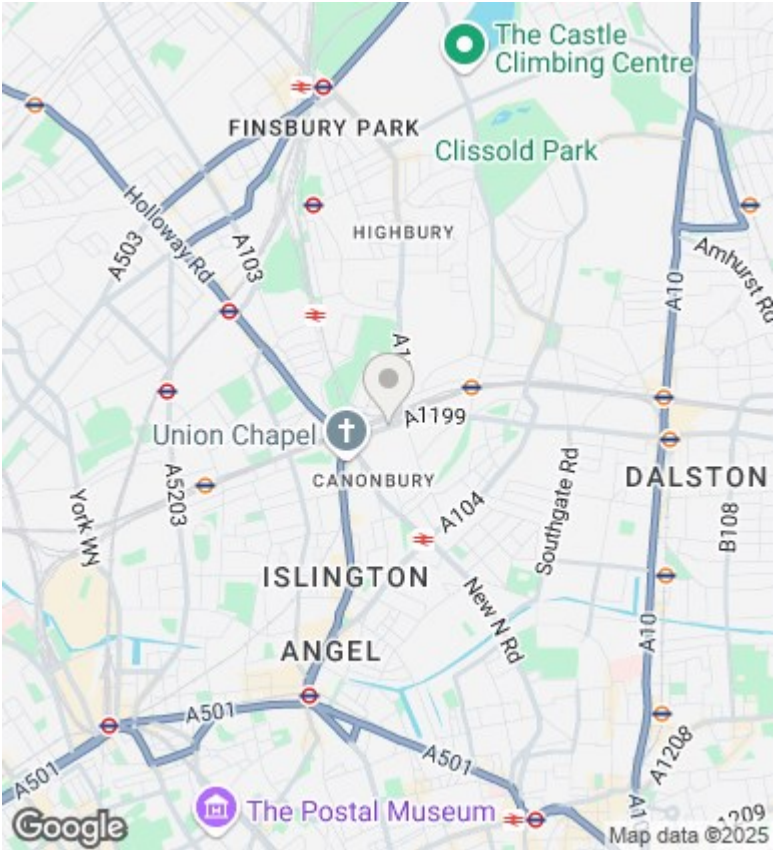 The Castle
Climbing Centre
FINSBURY PARK
Clissold Park
Holloway Rd
A503
A103
HIGHBURY
Amhurst Rd
A10
A1199
Union Chapel
CANONBURY
DALSTON
A5203
York WN
A104
Southgate Rd
B108
ISLINGTON
New N Rd
ANGEL
A10
A501
A501
A501
A1208
The Postal Museum
Google
Map data ©2025